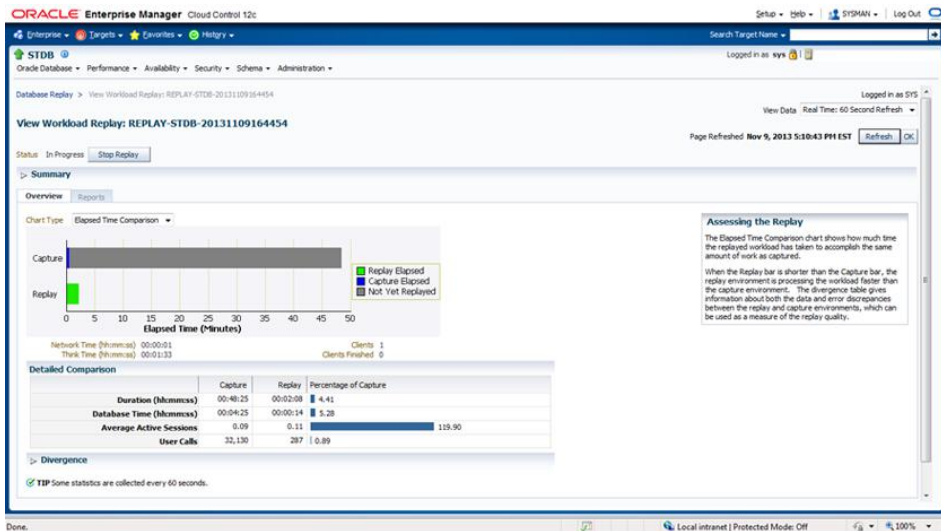 ORACLE Enterprise Manager Cloud Control 12c
Setup Help SYSMAN Log Out
Enterprise Targets Favorites History Search Target Name
STDB Logged in as sys
Oracle Database Performance Availability Security Schema Administration
Database Replay > View Workload Replay: REPLAY-STDB-20131109164454 Logged in as SYS
View Data Real Time: 60 Second Refresh
View Workload Replay: REPLAY-STDB-20131109164454
Page Refreshed Nov 9, 2013 5:10:43 PM EST Refresh OK
Status In Progress Stop Replay
Summary
Overview Reports
Chart Type Elapsed Time Comparison
Capture
Replay
Replay Elapsed
Capture Elapsed
Not Yet Replayed
0 5 10 15 20 25 30 35 40 45 50
Elapsed Time (Minutes)
Network Time (hh:mm:ss) 00:00:01 Clients 1
Think Time (hh:mm:ss) 00:01:33 Clients Finished 0
Assessing the Replay
The Elapsed Time Comparison chart shows how much time
the replayed workload has taken to accomplish the same
amount of work as captured.
When the Replay bar is shorter than the Capture bar, the
replay environment is processing the workload faster than
the capture environment. The divergence table gives
information about both the data and error discrepancies
between the replay and capture environments, which can
be used as a measure of the replay quality.
Detailed Comparison
Capture Replay Percentage of Capture
Duration (hh:mm:ss) 00:48:25 00:02:08 4.41
Database Time (hh:mm:ss) 00:04:25 00:00:14 5.28
Average Active Sessions 0.09 0.11 119.90
User Calls 32,130 287 0.89
Divergence
TIP Some statistics are collected every 60 seconds.
Done. Local intranet | Protected Mode: Off 100%